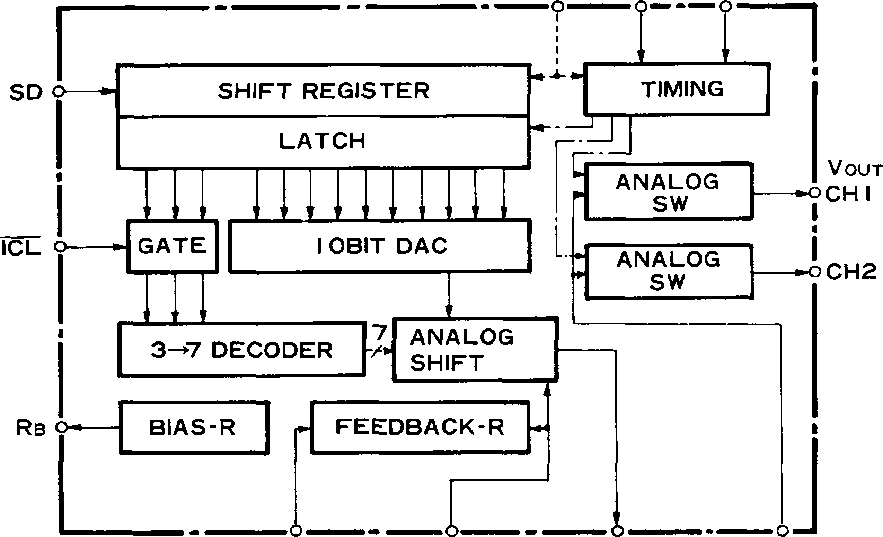 SD
SHIFT REGISTER
TIMING
LATCH
ANALOG
SW
VOUT
CH1
ICL
GATE
10BIT DAC
ANALOG
SW
CH2
3→7 DECODER
7
ANALOG
SHIFT
RB
BIAS-R
FEEDBACK-R